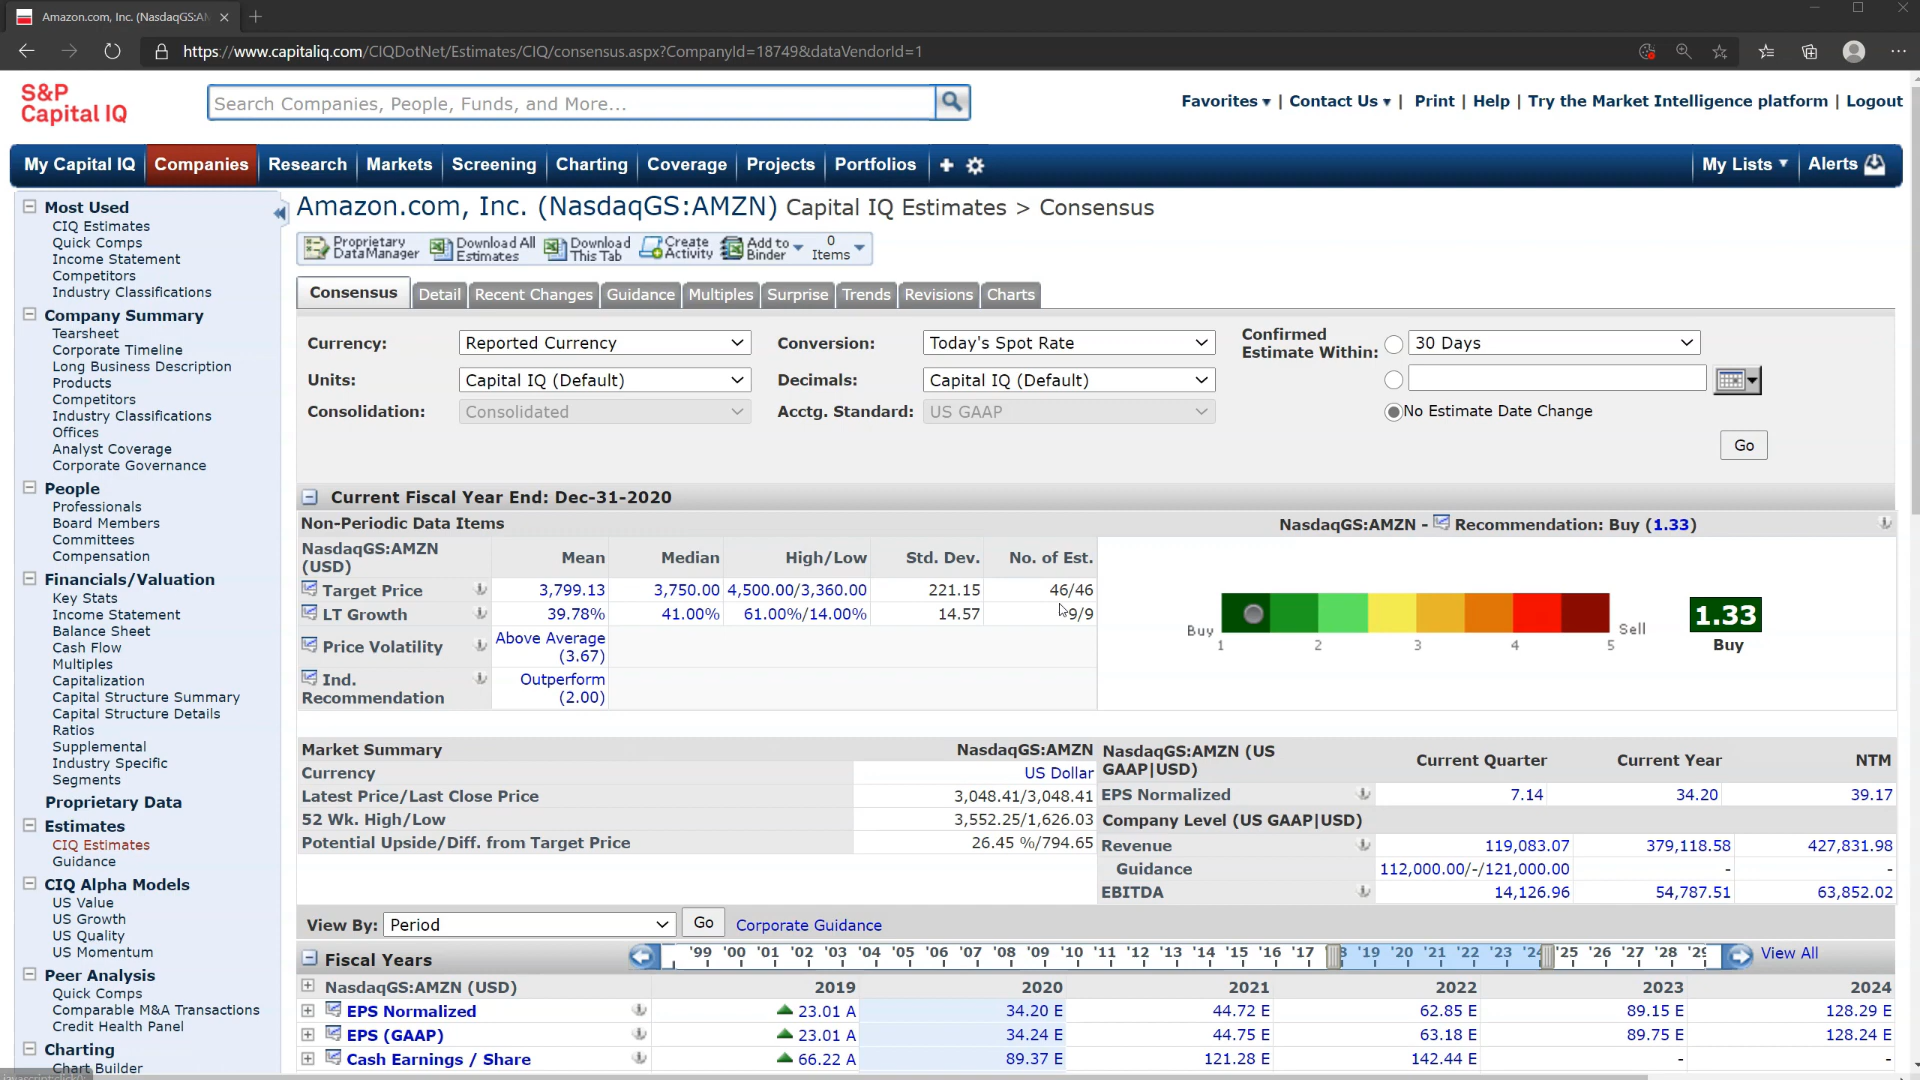 Amazon.com, Inc. (NasdaqGS:AM
https://www.capitaliq.com/CIQDotNet/Estimates/CIQ/consensus.aspx?CompanyId=18749&dataVendorId=1
S&P
Capital IQ
Search Companies, People, Funds, and More...
Favorites | Contact Us | Print | Help | Try the Market Intelligence platform | Logout
My Capital IQ Companies Research Markets Screening Charting Coverage Projects Portfolios My Lists Alerts
Most Used
CIQ Estimates
Quick Comps
Income Statement
Competitors
Industry Classifications
Company Summary
Tearsheet
Corporate Timeline
Long Business Description
Products
Competitors
Industry Classifications
Offices
Analyst Coverage
Corporate Governance
People
Professionals
Board Members
Committees
Compensation
Financials/Valuation
Key Stats
Income Statement
Balance Sheet
Cash Flow
Multiples
Capitalization
Capital Structure Summary
Capital Structure Details
Ratios
Supplemental
Industry Specific
Segments
Proprietary Data
Estimates
CIQ Estimates
Guidance
CIQ Alpha Models
US Value
US Growth
US Quality
US Momentum
Peer Analysis
Quick Comps
Comparable M&A Transactions
Credit Health Panel
Charting
Chart Builder
Amazon.com, Inc. (NasdaqGS:AMZN) Capital IQ Estimates > Consensus
Proprietary DataManager Download All Estimates Download This Tab Create Activity Add to Binder 0 Items
Consensus Detail Recent Changes Guidance Multiples Surprise Trends Revisions Charts
Currency: Reported Currency Conversion: Today's Spot Rate Confirmed Estimate Within: 30 Days
Units: Capital IQ (Default) Decimals: Capital IQ (Default)
Consolidation: Consolidated Acctg. Standard: US GAAP No Estimate Date Change
Go
Current Fiscal Year End: Dec-31-2020
Non-Periodic Data Items
NasdaqGS:AMZN (USD) Mean Median High/Low Std. Dev. No. of Est.
Target Price 3,799.13 3,750.00 4,500.00/3,360.00 221.15 46/46
LT Growth 39.78% 41.00% 61.00%/14.00% 14.57 9/9
Price Volatility Above Average (3.67)
Ind. Recommendation Outperform (2.00)
NasdaqGS:AMZN - Recommendation: Buy (1.33)
Buy Sell
1 2 3 4 5
1.33
Buy
Market Summary NasdaqGS:AMZN
Currency US Dollar
Latest Price/Last Close Price 3,048.41/3,048.41
52 Wk. High/Low 3,552.25/1,626.03
Potential Upside/Diff. from Target Price 26.45 %/794.65
NasdaqGS:AMZN (US GAAP|USD) Current Quarter Current Year NTM
EPS Normalized 7.14 34.20 39.17
Company Level (US GAAP|USD)
Revenue 119,083.07 379,118.58 427,831.98
Guidance 112,000.00/-/121,000.00 - -
EBITDA 14,126.96 54,787.51 63,852.02
View By: Period Go Corporate Guidance
Fiscal Years '99 '00 '01 '02 '03 '04 '05 '06 '07 '08 '09 '10 '11 '12 '13 '14 '15 '16 '17 '19 '20 '21 '22 '23 '24 '25 '26 '27 '28 View All
NasdaqGS:AMZN (USD) 2019 2020 2021 2022 2023 2024
EPS Normalized 23.01 A 34.20 E 44.72 E 62.85 E 89.15 E 128.29 E
EPS (GAAP) 23.01 A 34.24 E 44.75 E 63.18 E 89.75 E 128.24 E
Cash Earnings / Share 66.22 A 89.37 E 121.28 E 142.44 E - -